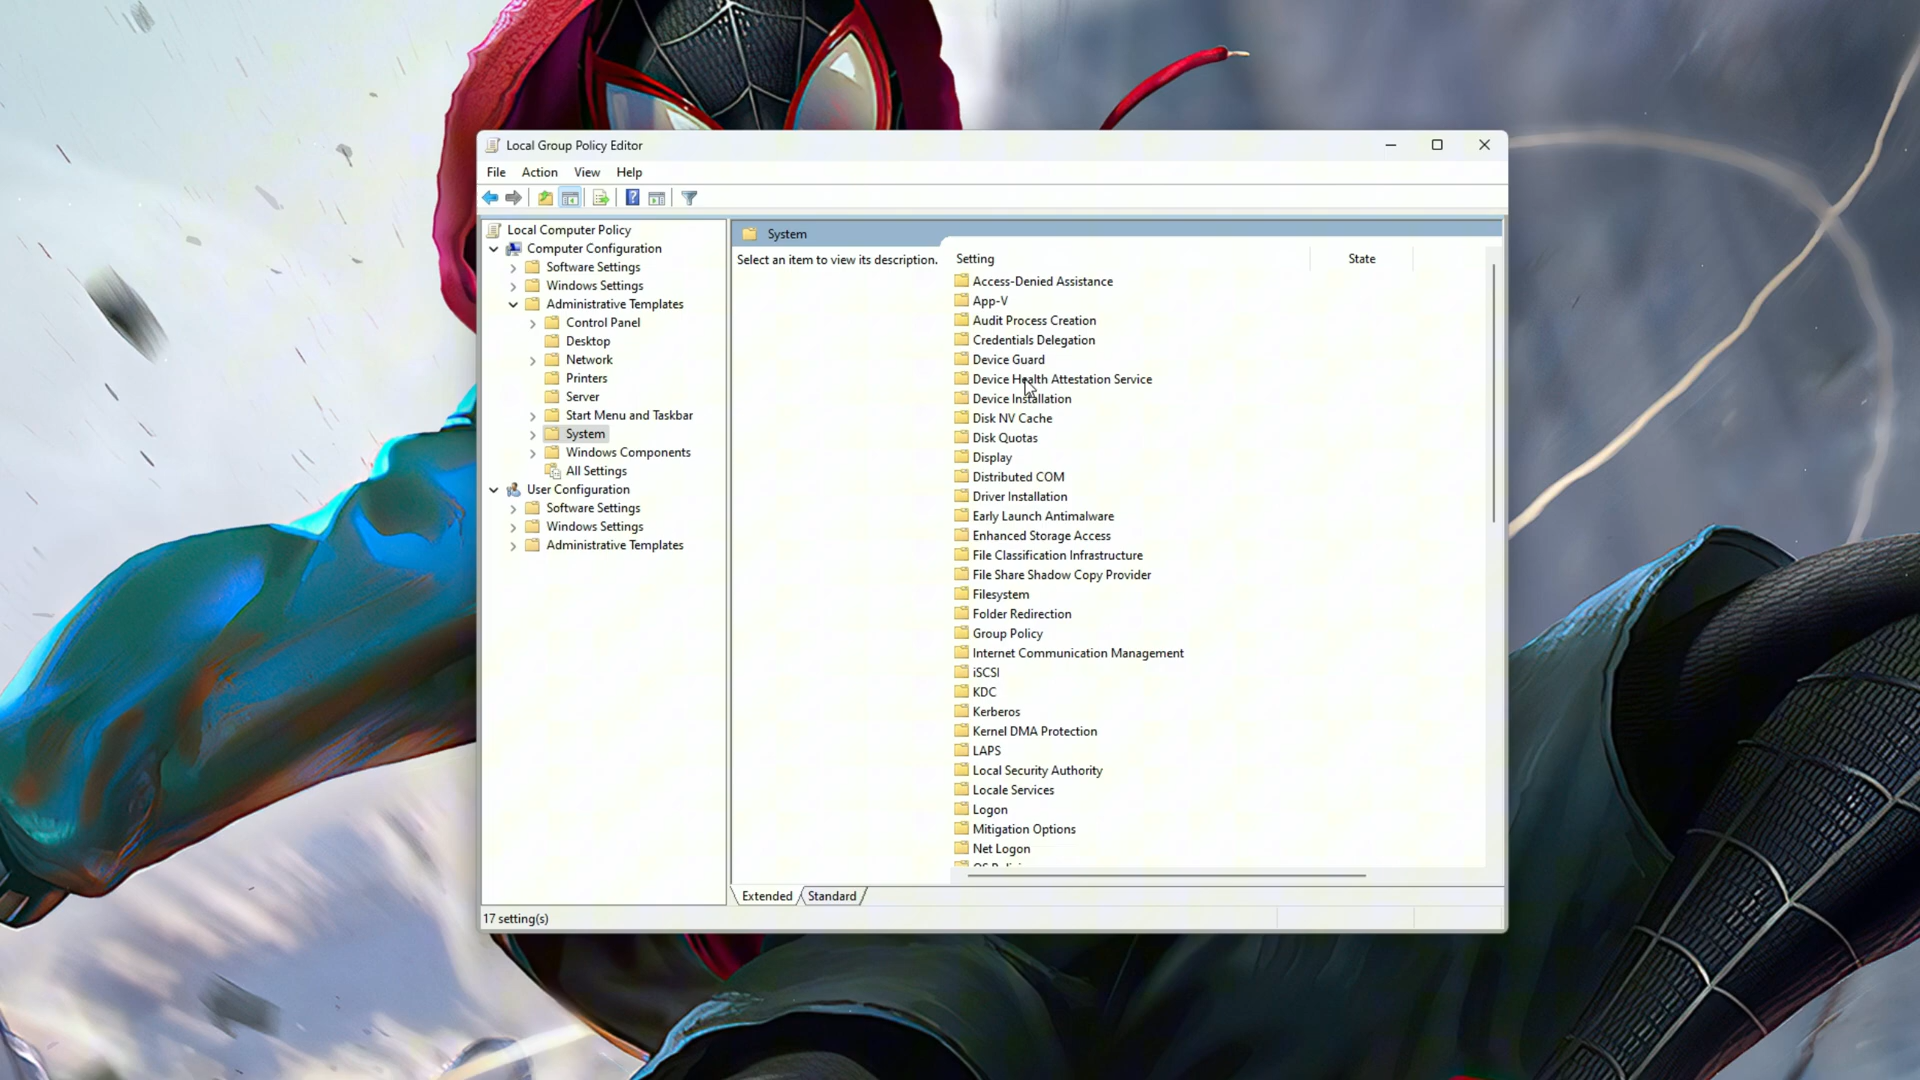 Local Group Policy Editor
File Action View Help
Local Computer Policy
Computer Configuration
Software Settings
Windows Settings
Administrative Templates
Control Panel
Desktop
Network
Printers
Server
Start Menu and Taskbar
System
Windows Components
All Settings
User Configuration
Software Settings
Windows Settings
Administrative Templates
System
Select an item to view its description.
Setting State
Access-Denied Assistance
App-V
Audit Process Creation
Credentials Delegation
Device Guard
Device Health Attestation Service
Device Installation
Disk NV Cache
Disk Quotas
Display
Distributed COM
Driver Installation
Early Launch Antimalware
Enhanced Storage Access
File Classification Infrastructure
File Share Shadow Copy Provider
Filesystem
Folder Redirection
Group Policy
Internet Communication Management
iSCSI
KDC
Kerberos
Kernel DMA Protection
LAPS
Local Security Authority
Locale Services
Logon
Mitigation Options
Net Logon
Extended Standard
17 setting(s)